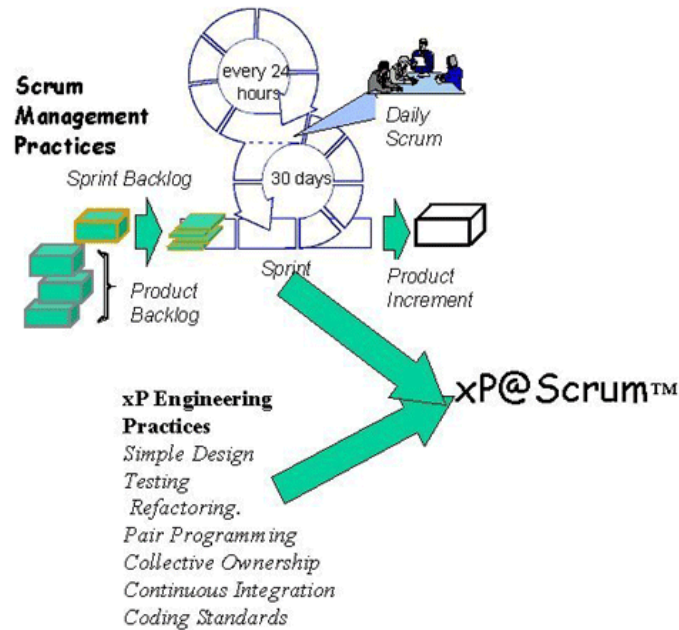 every 24
hours
Scrum
Management
Practices
Daily
Scrum
Sprint Backlog
30 days
Sprint
Product
Backlog
Product
Increment
xP@Scrum™
xP Engineering
Practices
Simple Design
Testing
Refactoring.
Pair Programming
Collective Ownership
Continuous Integration
Coding Standards